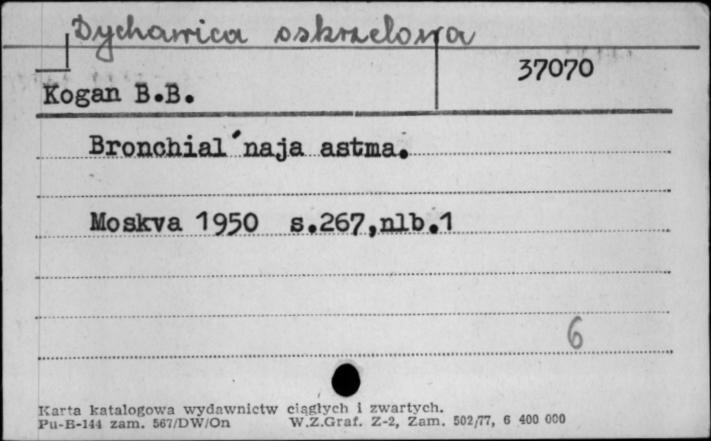 Dychawica oskrzelowa
37070
Kogan B.B.
Bronchial´naja astma.
Moskva 1950 s.267,nlb.1
6
Karta katalogowa wydawnictw ciągłych i zwartych.
Pu-B-144 zam. 567/DW/On W.Z.Graf. Z-2, Zam. 502/77, 6 400 000